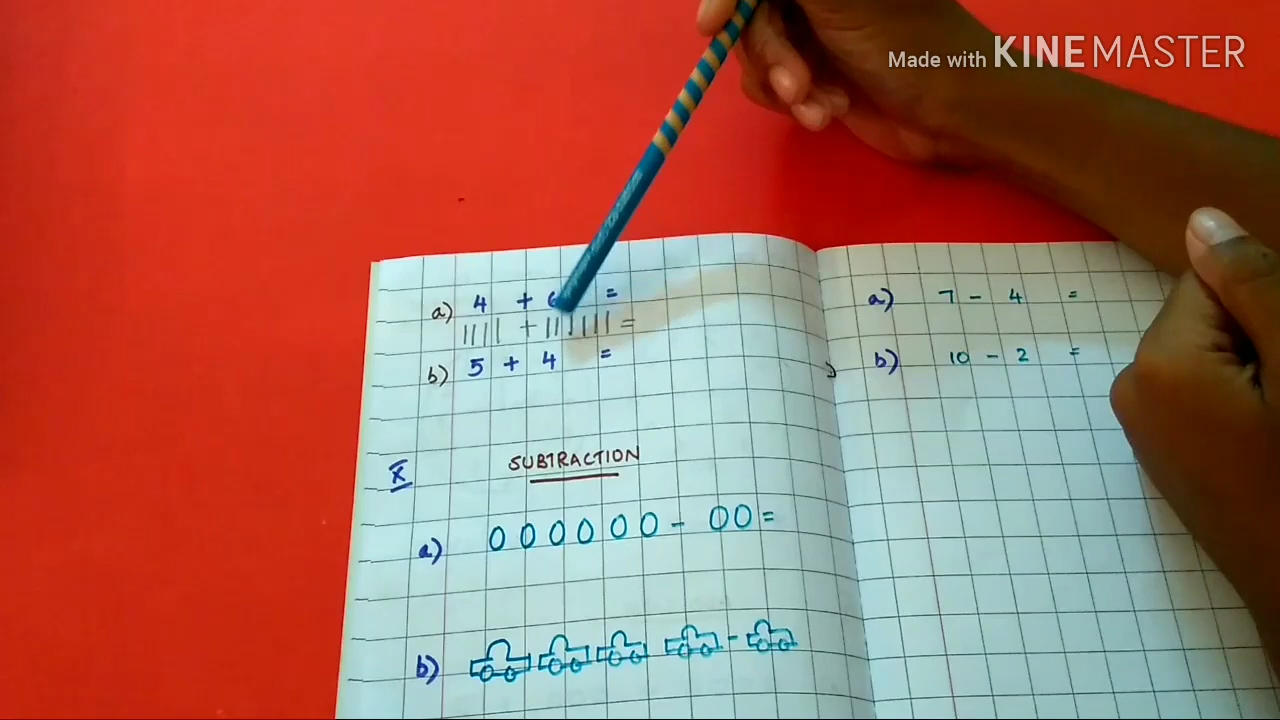 Made with KINEMASTER
a) 4 + 6 =
|||| + |||||| =
b) 5 + 4 =
X SUBTRACTION
a) 000000 - 00 =
b) -
a) 7 - 4 =
b) 10 - 2 =